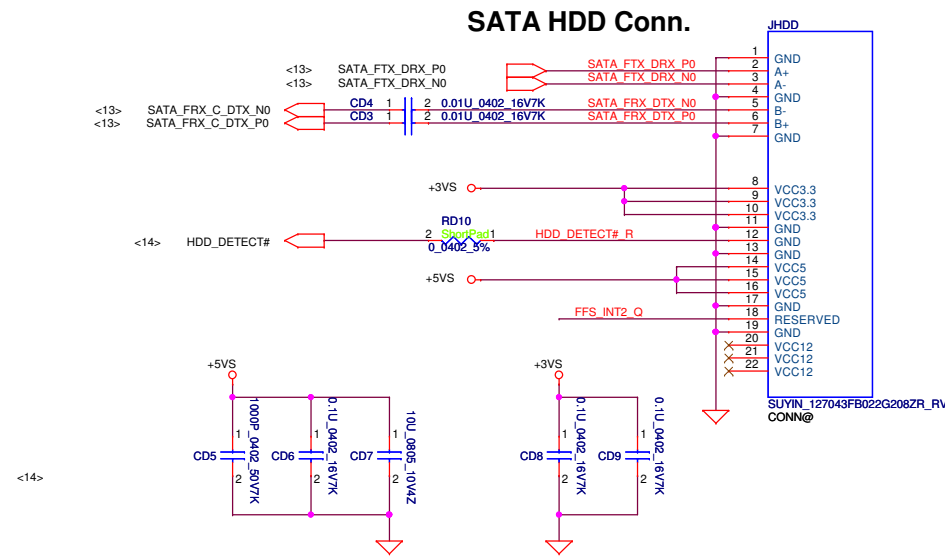 SATA HDD Conn.
JHDD
<13> SATA_FTX_DRX_P0
<13> SATA_FTX_DRX_N0
SATA_FTX_DRX_P0
SATA_FTX_DRX_N0
<13> SATA_FRX_C_DTX_N0
<13> SATA_FRX_C_DTX_P0
CD4 1 2 0.01U_0402_16V7K SATA_FRX_DTX_N0
CD3 1 2 0.01U_0402_16V7K SATA_FRX_DTX_P0
1 GND
2 A+
3 A-
4 GND
5 B-
6 B+
7 GND
+3VS
8 VCC3.3
9 VCC3.3
10 VCC3.3
11 GND
12 GND
13 GND
14 VCC5
15 VCC5
16 VCC5
17 GND
18 RESERVED
19 GND
20 VCC12
21 VCC12
22 VCC12
RD10
<14> HDD_DETECT# 2 ShortPad 1 HDD_DETECT#_R
0_0402_5%
+5VS
FFS_INT2_Q
SUYIN_127043FB022G208ZR_RV
CONN@
+5VS
CD5 1 2 1000P_0402_50V7K
CD6 1 2 0.1U_0402_16V7K
CD7 1 2 10U_0805_10V4Z
+3VS
CD8 1 2 0.1U_0402_16V7K
CD9 1 2 0.1U_0402_16V7K
<14>